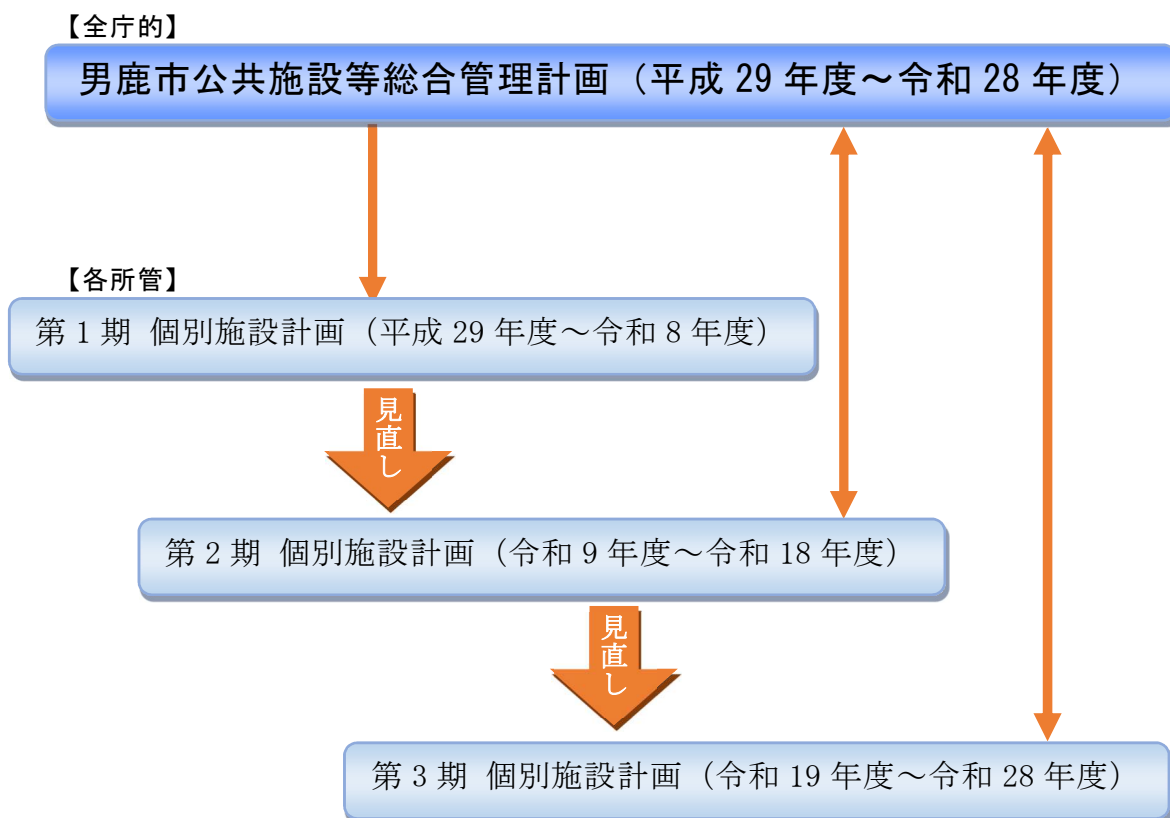 【全庁的】
男鹿市公共施設等総合管理計画（平成 29 年度～令和 28 年度）
【各所管】
第 1 期 個別施設計画（平成 29 年度～令和 8 年度）
見直し
第 2 期 個別施設計画（令和 9 年度～令和 18 年度）
見直し
第 3 期 個別施設計画（令和 19 年度～令和 28 年度）